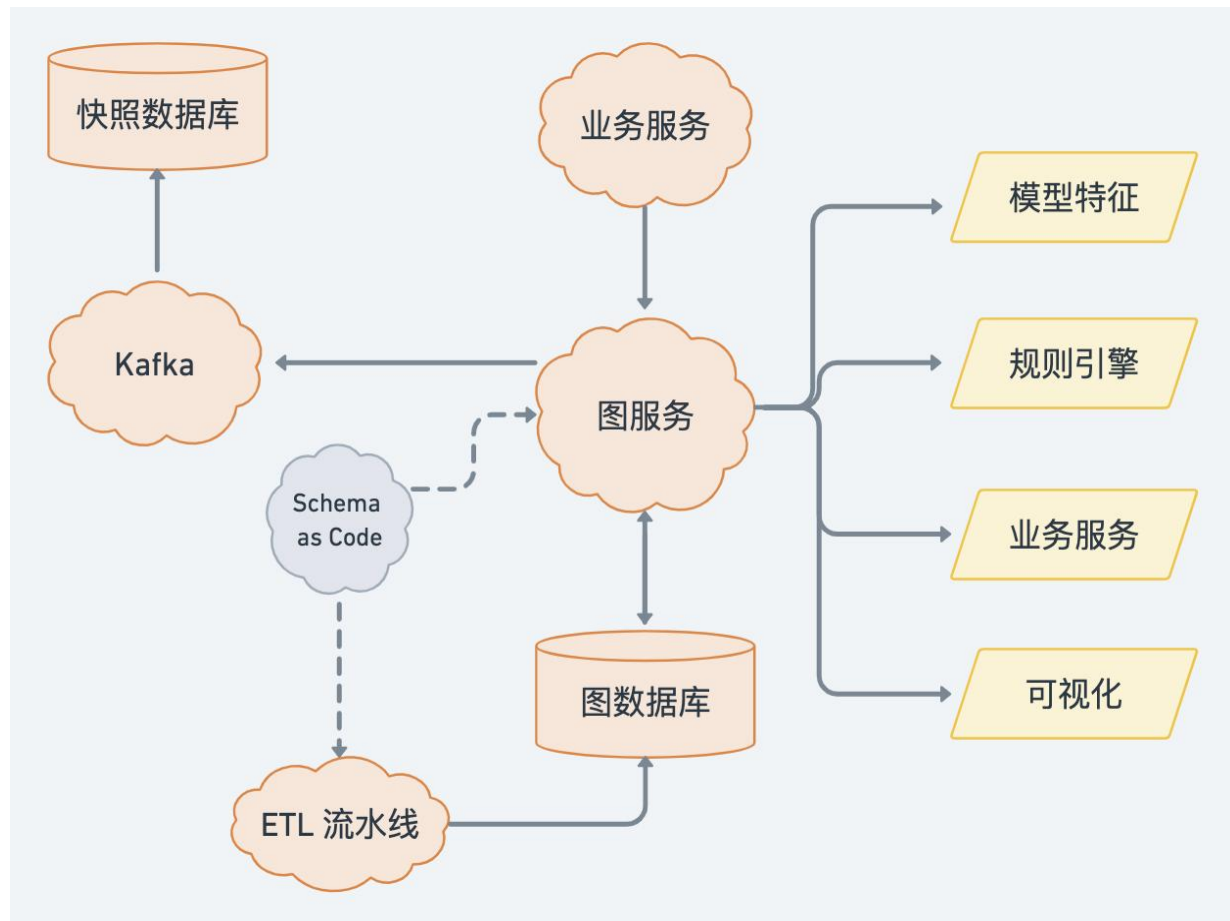 快照数据库
业务服务
模型特征
Kafka
规则引擎
图服务
Schema
as Code
业务服务
图数据库
可视化
ETL 流水线